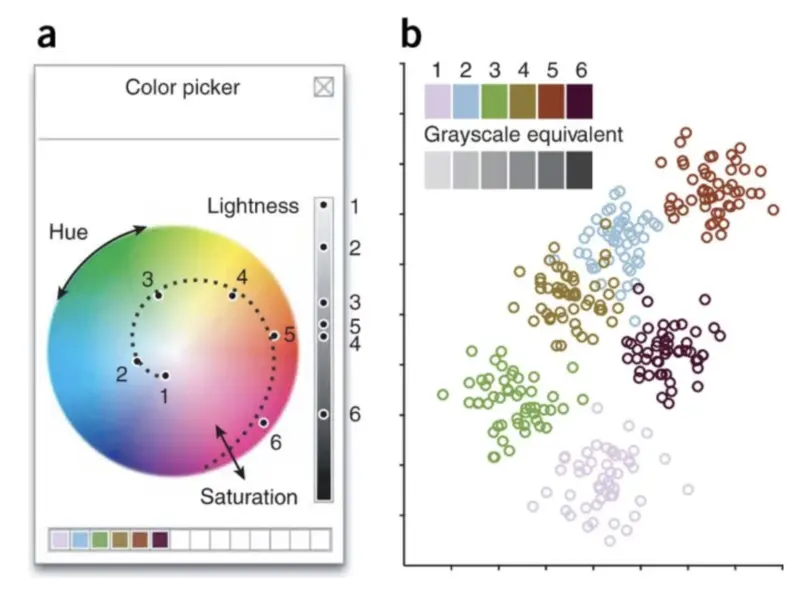 a
Color picker
Lightness
1
2
3
5
4
6
Hue
3
4
5
2
1
6
Saturation
b
1 2 3 4 5 6
Grayscale equivalent